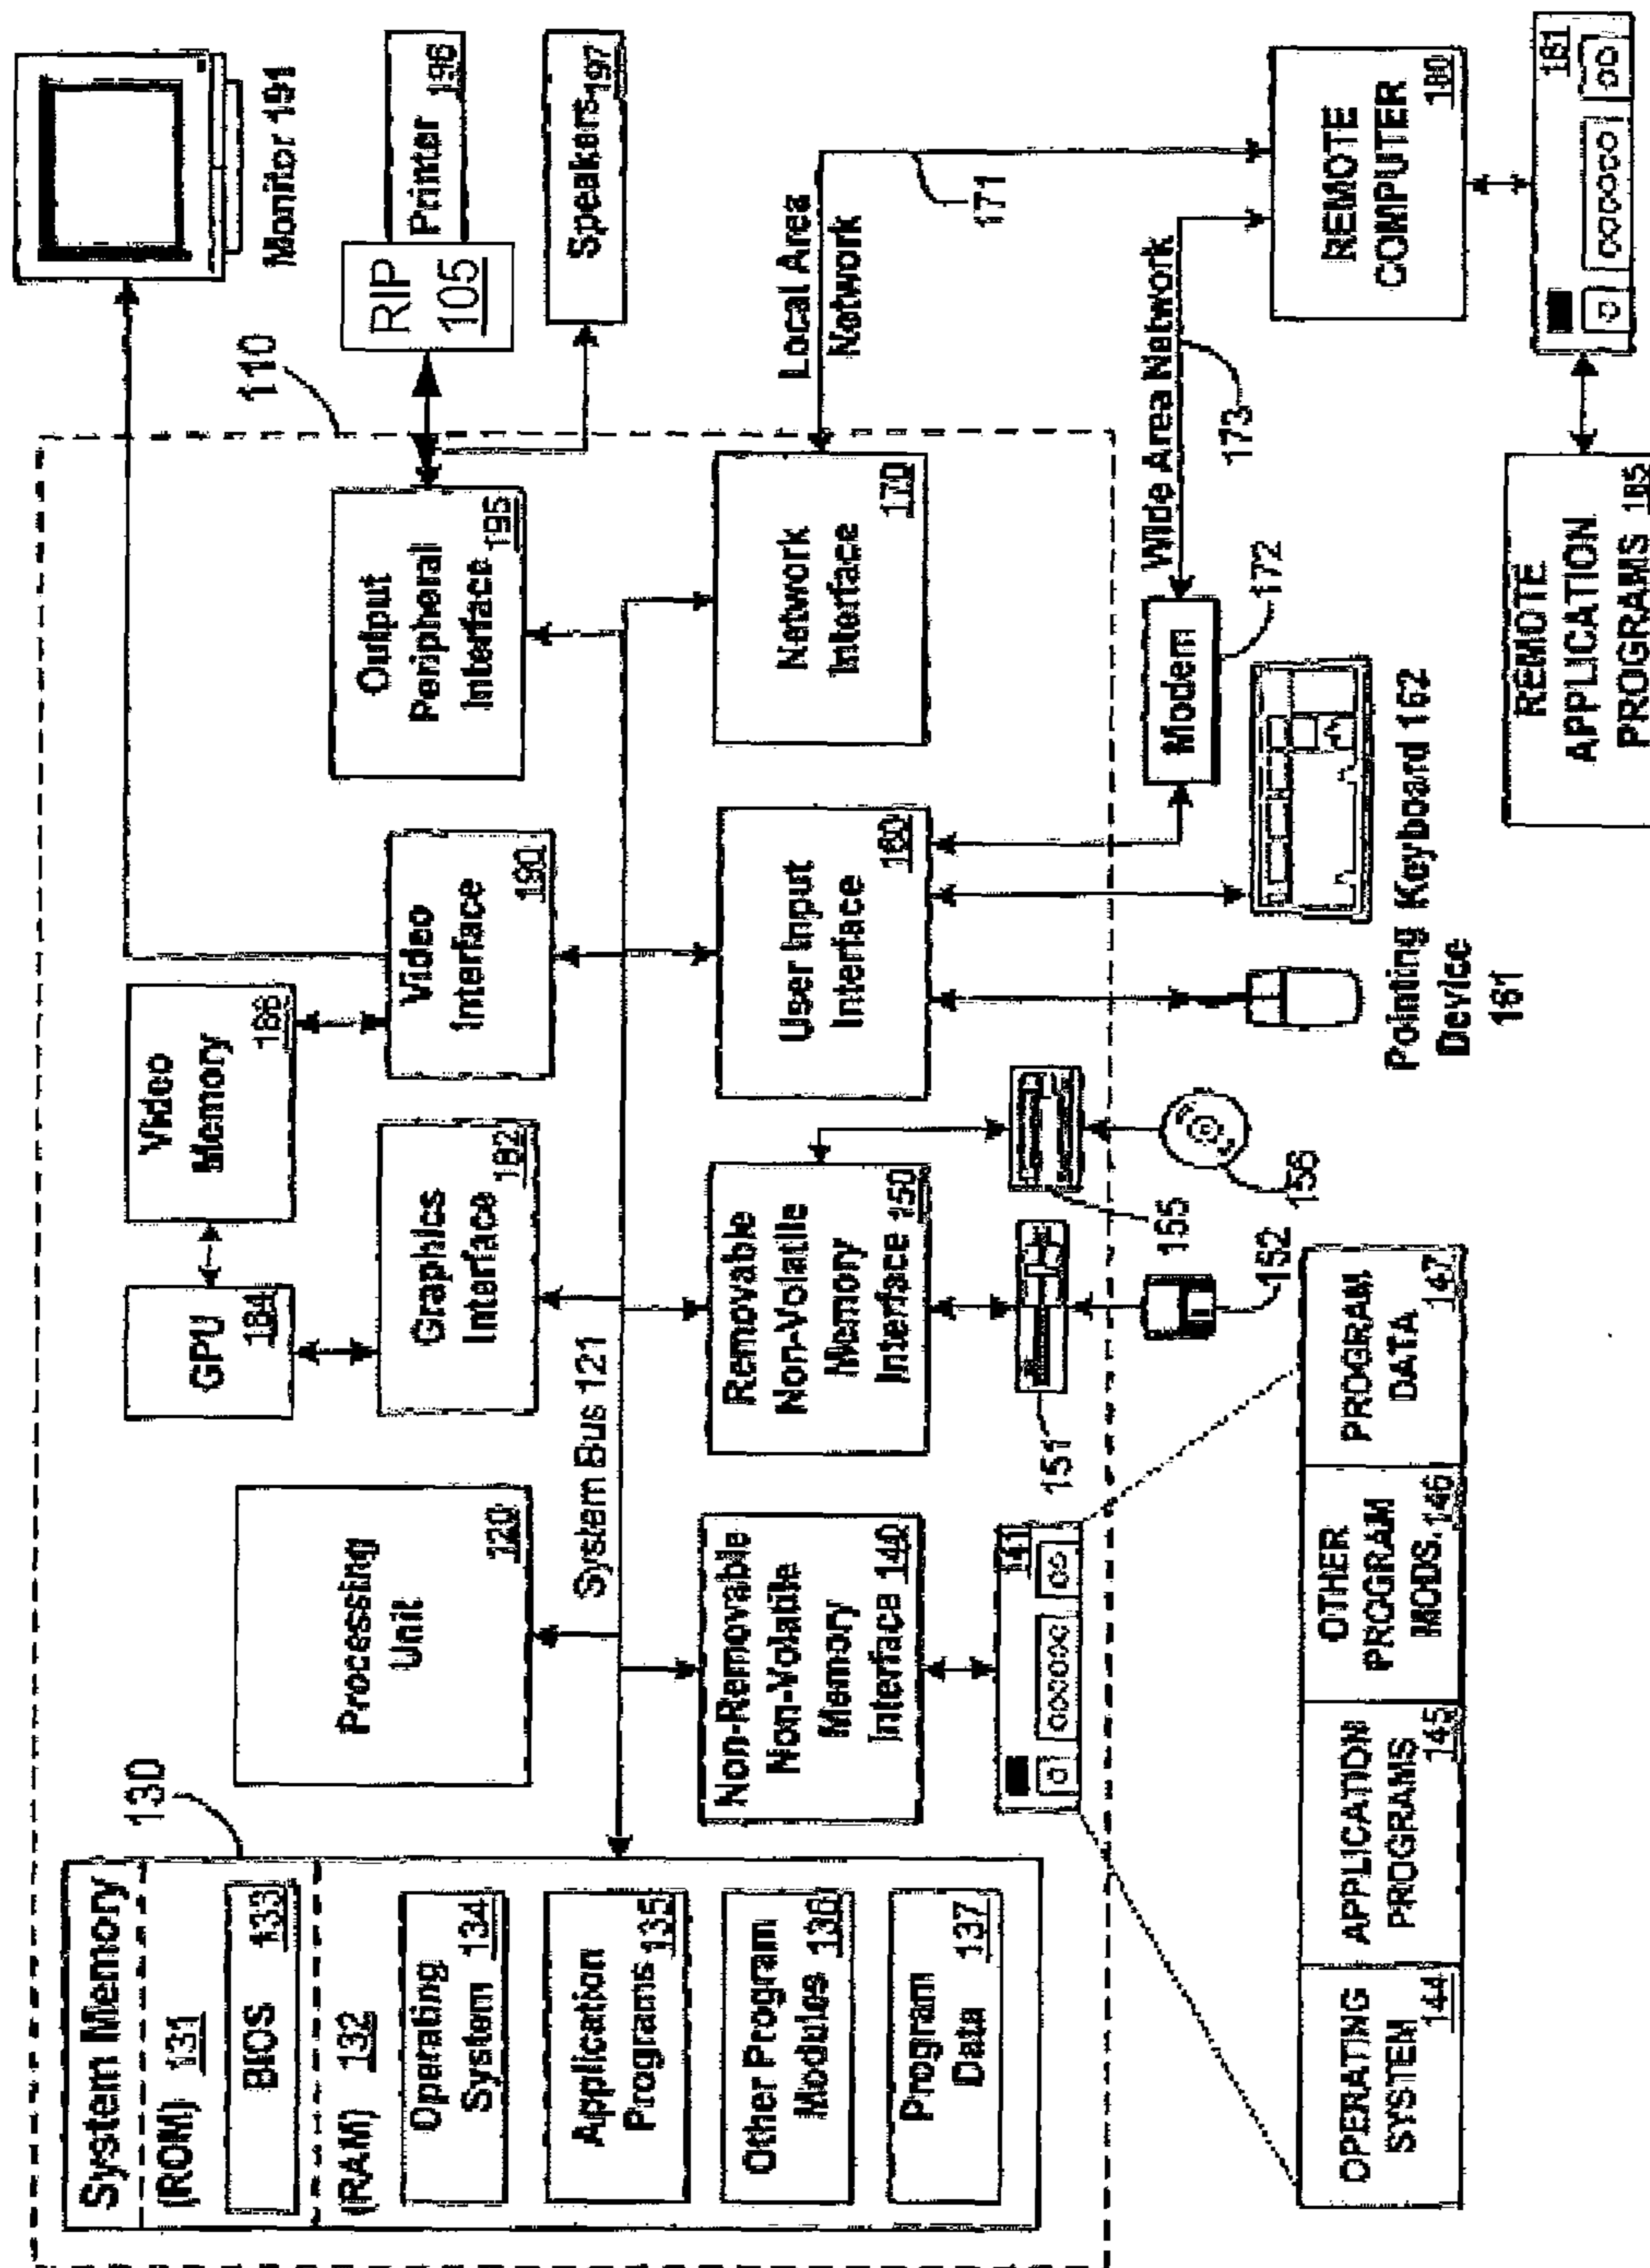 System Memory
(ROM) 131
BIOS 133
(RAM) 132
Operating
System 134
Application
Programs 135
Other Program
Modules 136
Program
Data 137
130
Processing
Unit
120
System Bus 121
GPU
184
Video
Memory
186
Graphics
Interface
182
Video
Interface
190
Output
Peripheral
Interface 195
110
Monitor 191
RIP
105
Printer
196
Speakers 197
Non-Removable
Non-Volatile
Memory
Interface 140
Removable
Non-Volatile
Memory
Interface 150
User Input
Interface
160
Network
Interface
170
Local Area
Network
171
Wide Area Network
173
Modem
172
141
151
152
155
156
Pointing
Device
161
Keyboard 162
REMOTE
COMPUTER
180
181
REMOTE
APPLICATION
PROGRAMS 185
OPERATING
SYSTEM
144
APPLICATION
PROGRAMS
145
OTHER
PROGRAM
MODS. 146
PROGRAM
DATA
147